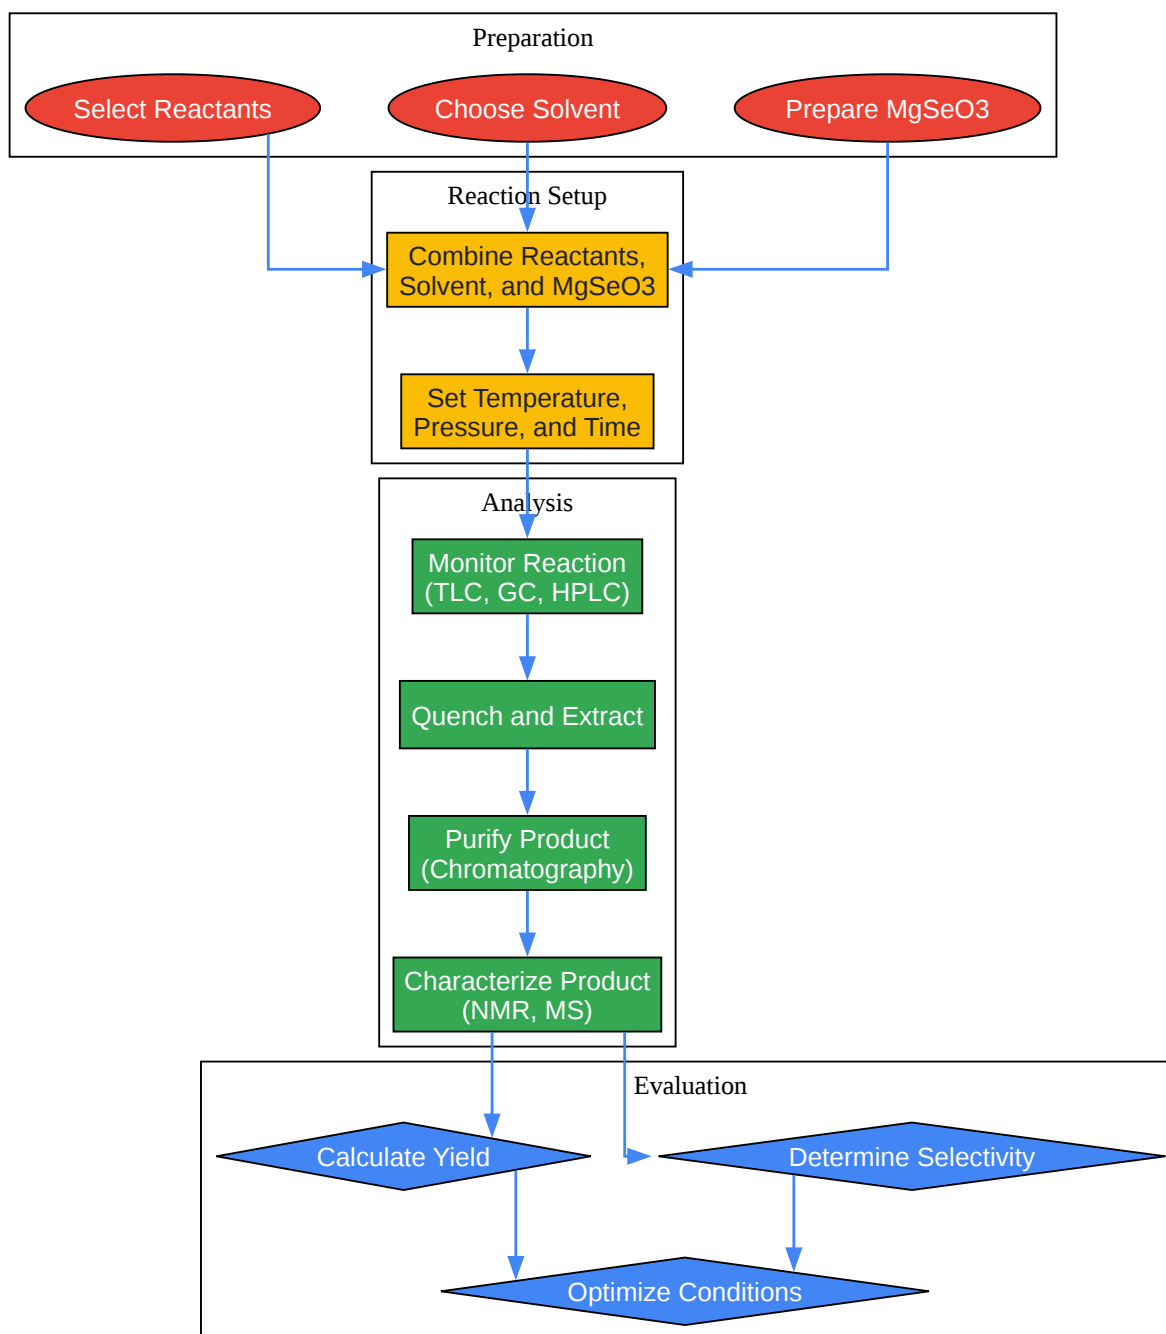 Preparation
Select Reactants
Choose Solvent
Prepare MgSeO3
Reaction Setup
Combine Reactants,
Solvent, and MgSeO3
Set Temperature,
Pressure, and Time
Analysis
Monitor Reaction
(TLC, GC, HPLC)
Quench and Extract
Purify Product
(Chromatography)
Characterize Product
(NMR, MS)
Evaluation
Calculate Yield
Determine Selectivity
Optimize Conditions